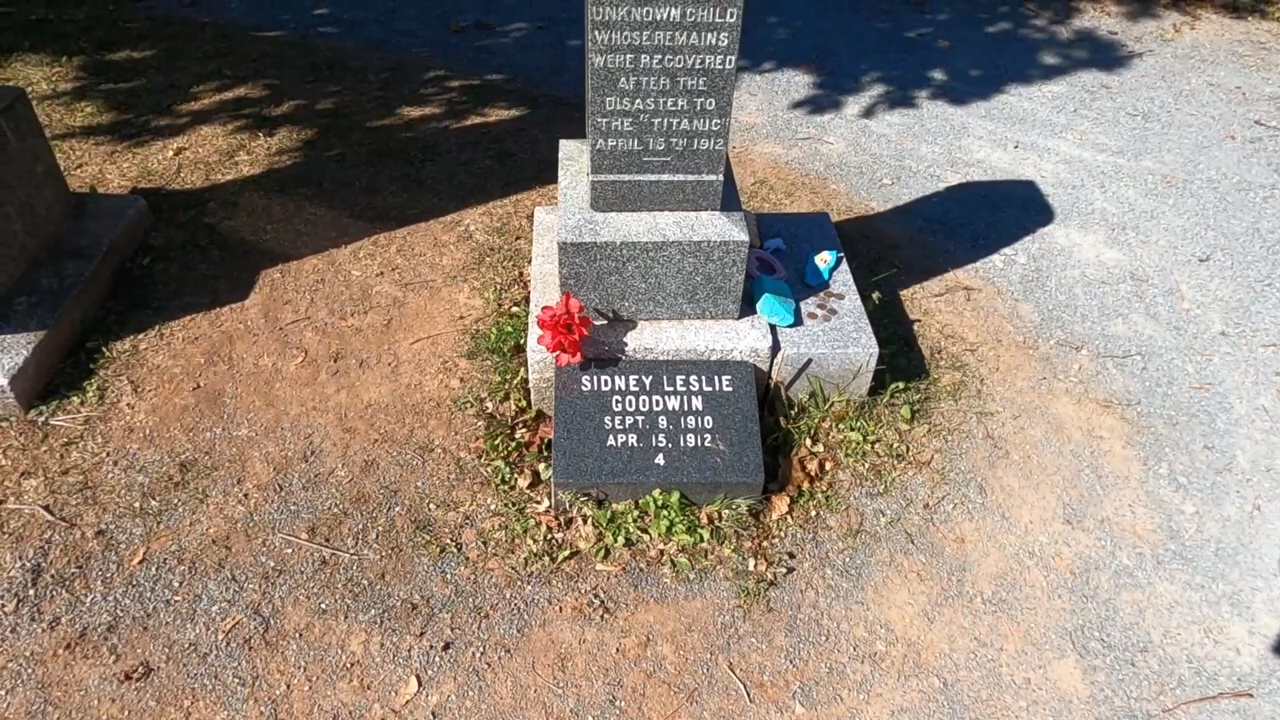 UNKNOWN CHILD
WHOSE REMAINS
WERE RECOVERED
AFTER THE
DISASTER TO
THE "TITANIC"
APRIL 15TH 1912
SIDNEY LESLIE
GOODWIN
SEPT. 9, 1910
APR. 15, 1912
4